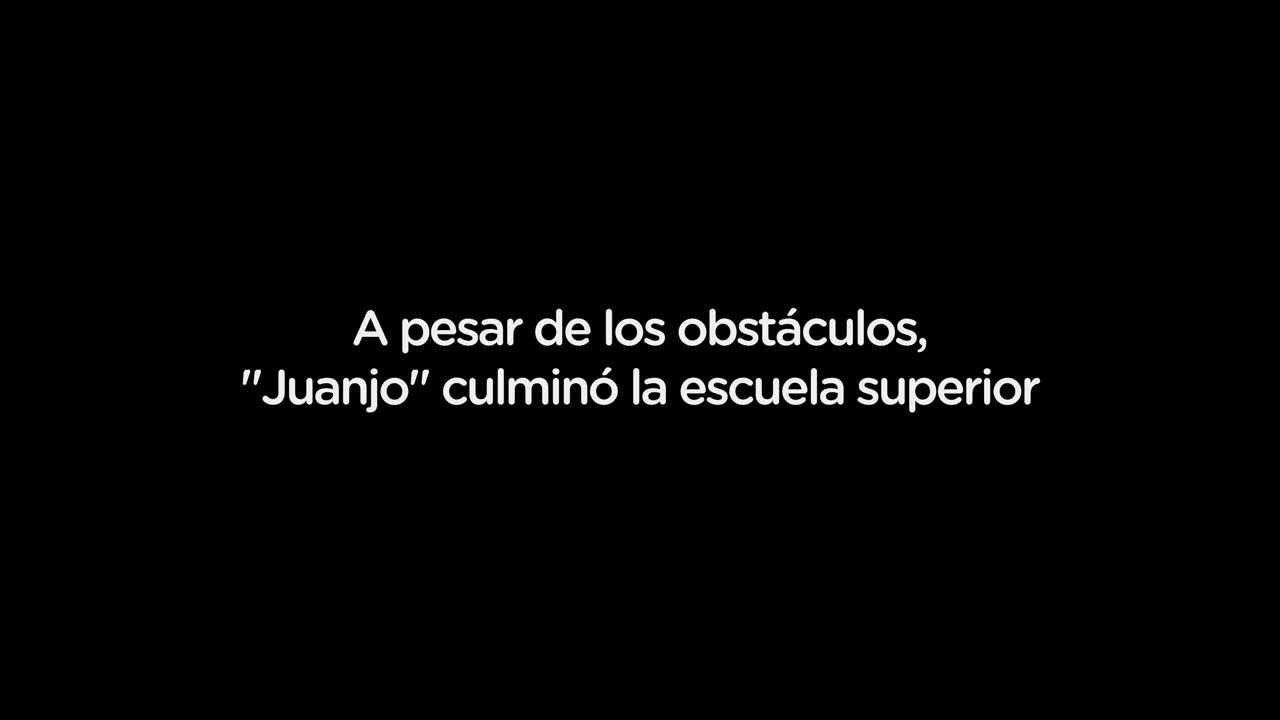 A pesar de los obstáculos,
"Juanjo" culminó la escuela superior